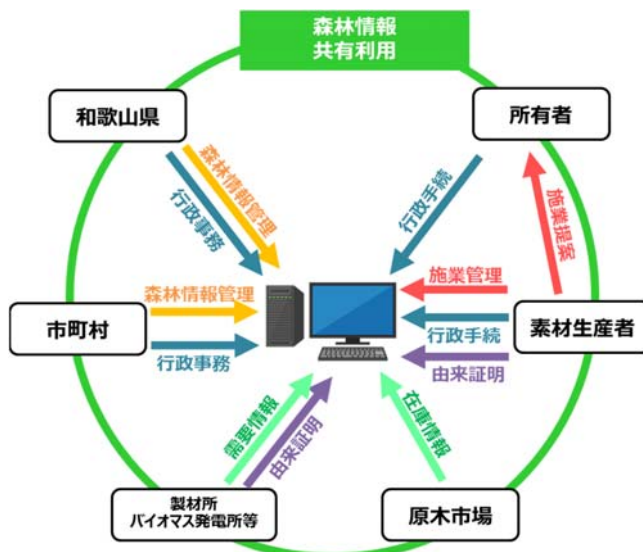 森林情報
共有利用
和歌山県
所有者
森林情報管理
行政事務
行政手続
施業提案
森林情報管理
施業管理
市町村
素材生産者
行政事務
行政手続
由来証明
需要情報
由来証明
在庫情報
製材所
バイオマス発電所等
原木市場